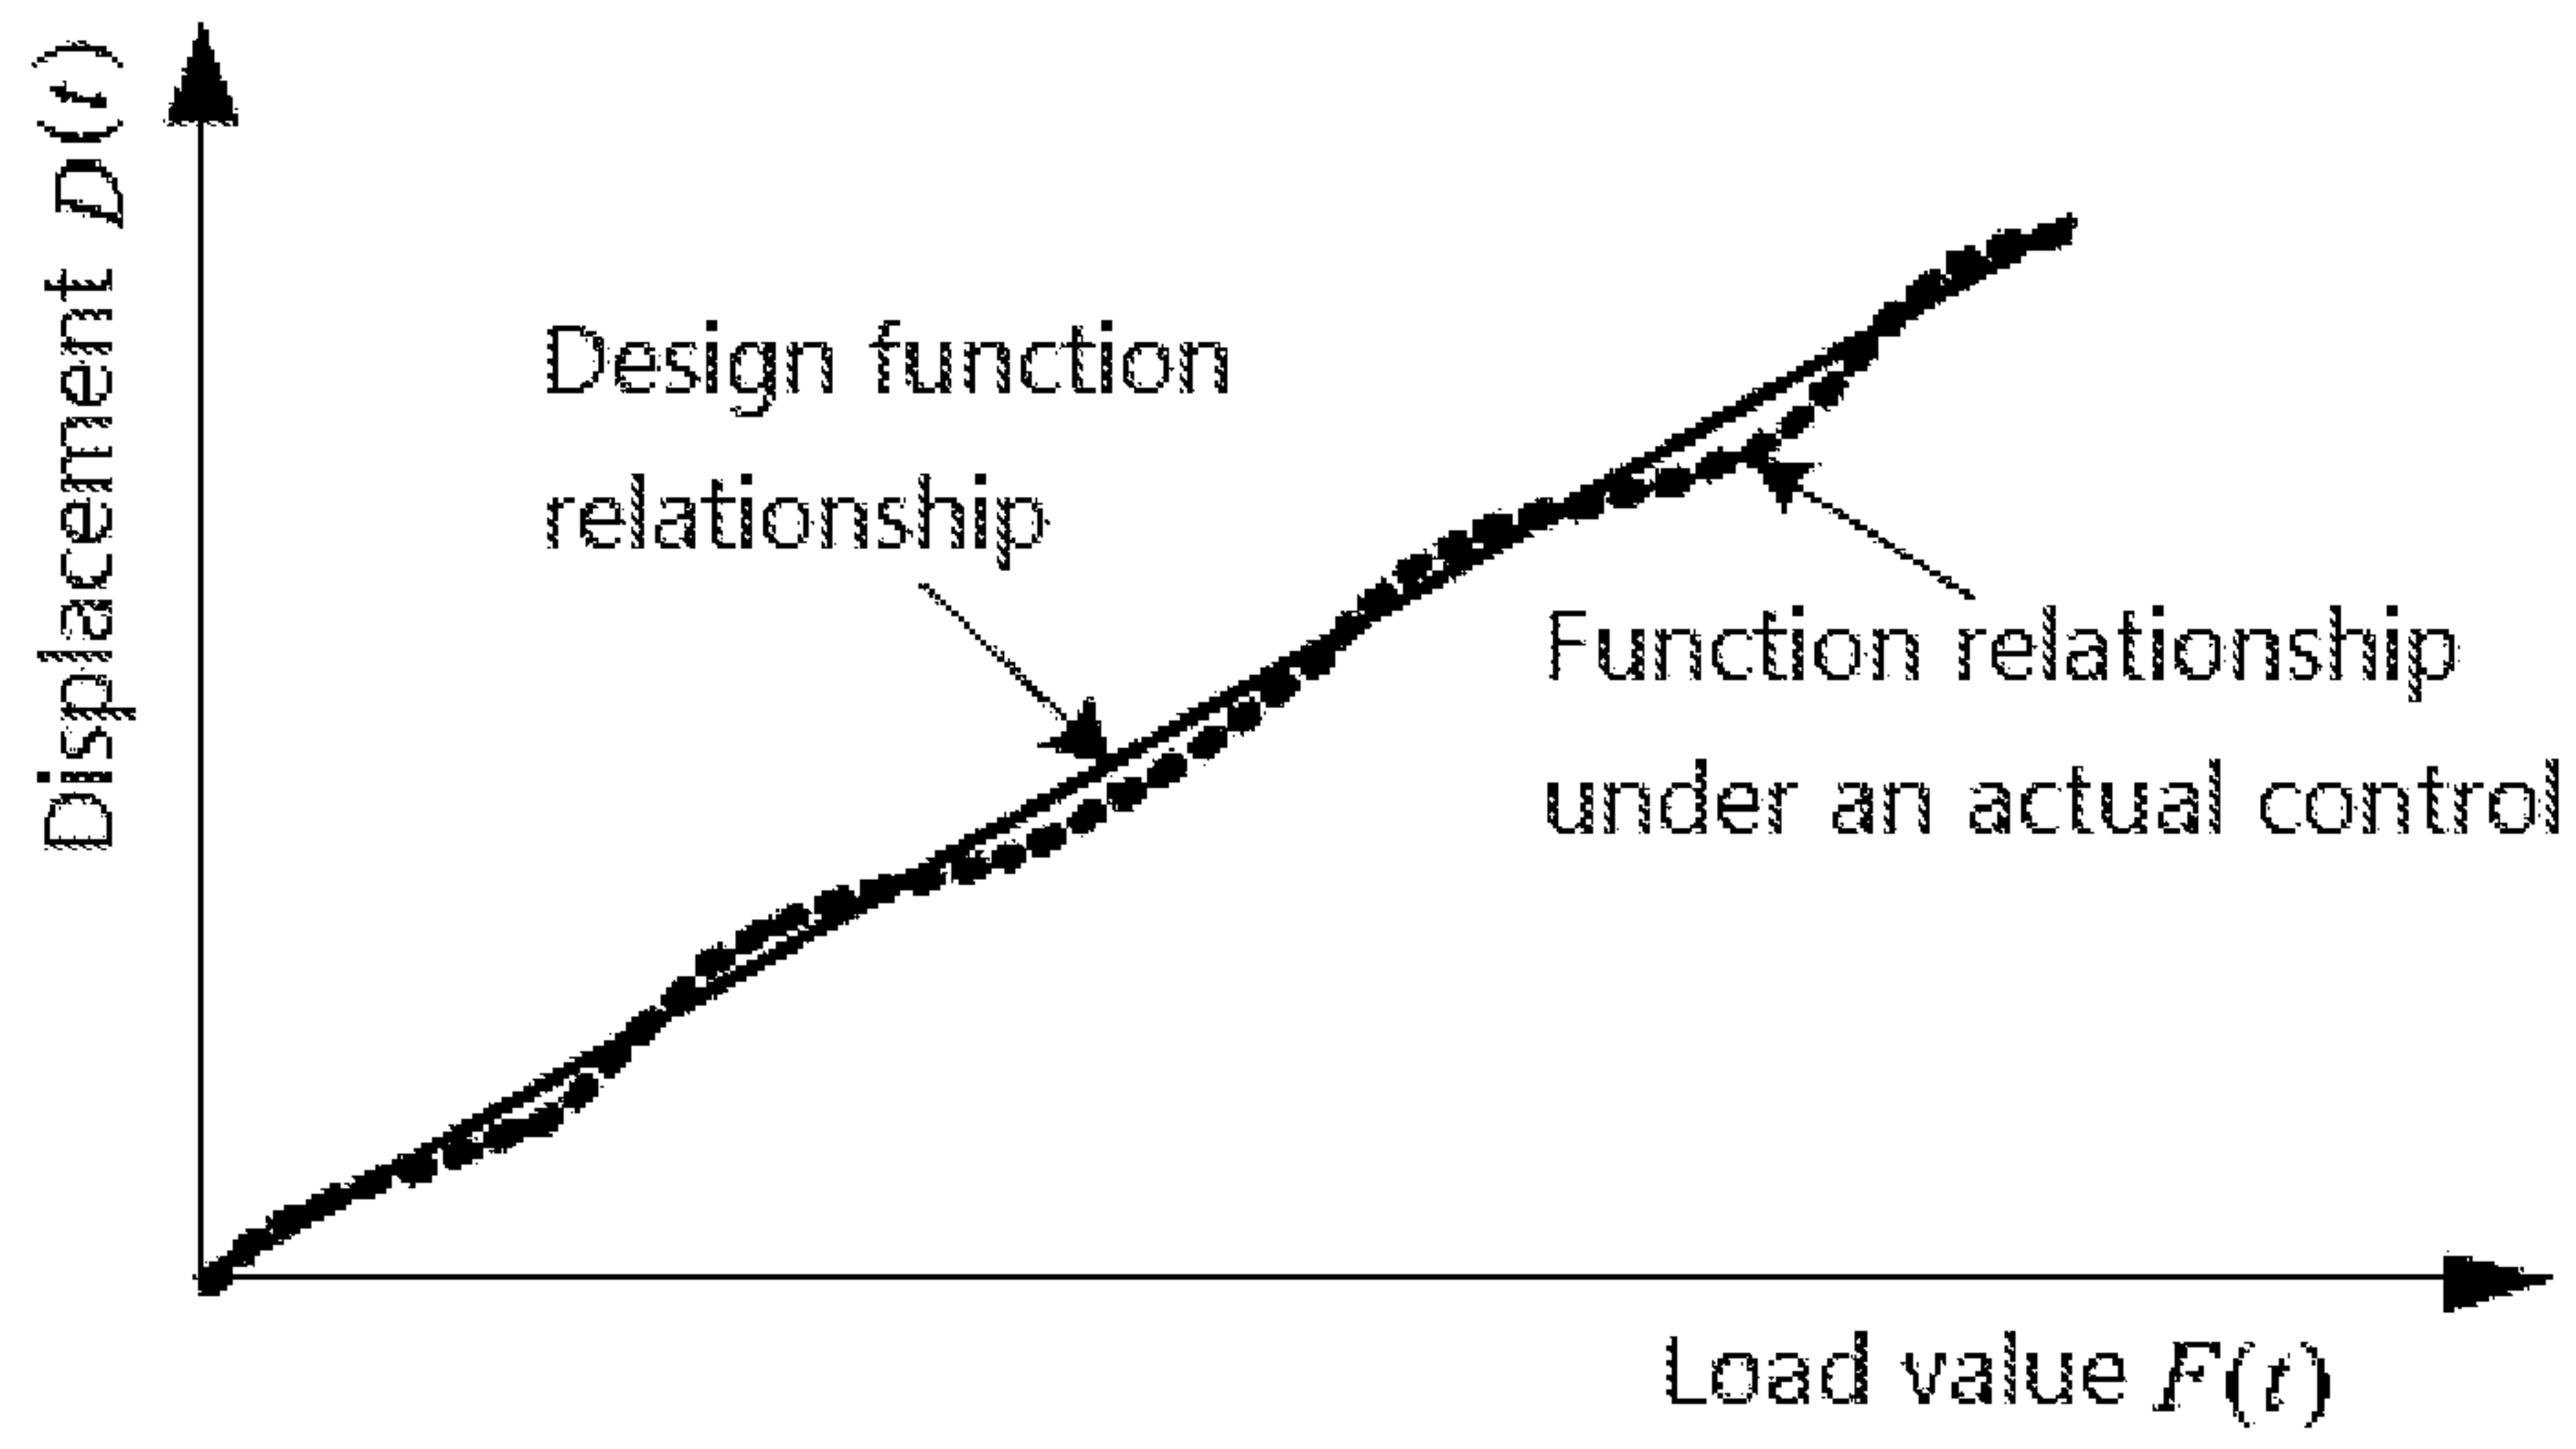 Displacement D(t)
Design function
relationship
Function relationship
under an actual control
Load value F(t)